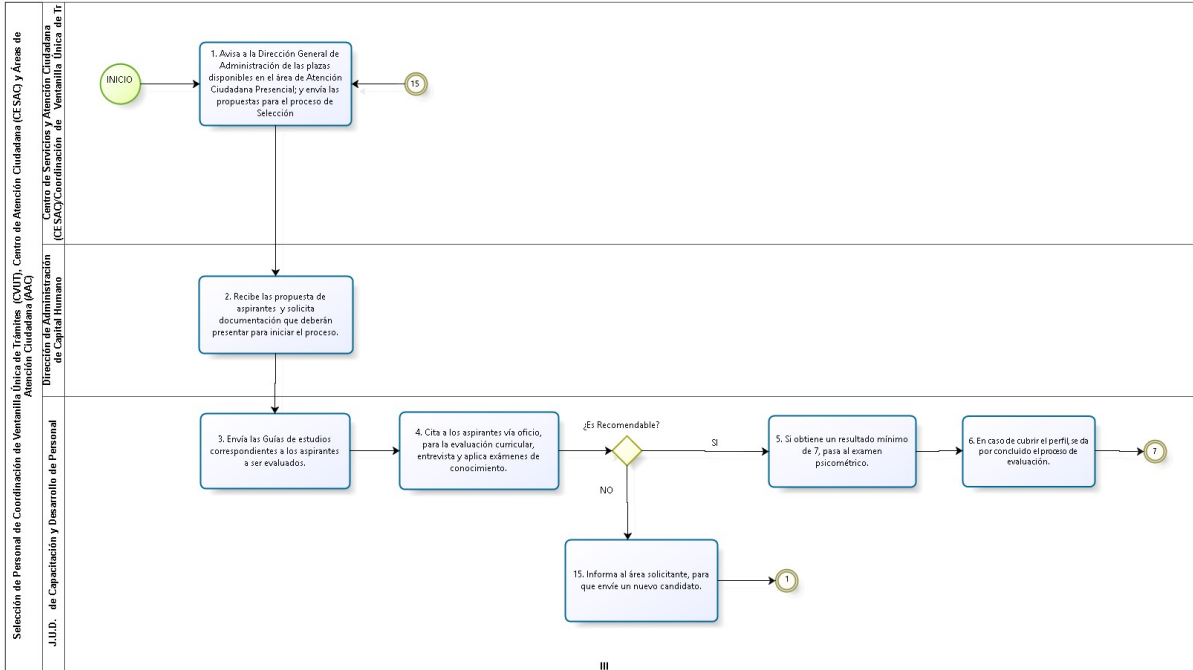 Selección de Personal de Coordinación de Ventanilla Única de Trámites (CVUT), Centro de Atención Ciudadana (CESAC) y Áreas de
Atención Ciudadana (AAC)
Centro de Servicios y Atención Ciudadana
(CESAC)/Coordinación de Ventanilla Única de Tr
INICIO
1. Avisa a la Dirección General de
Administración de las plazas
disponibles en el área de Atención
Ciudadana Presencial; y envía las
propuestas para el proceso de
Selección
15
Dirección de Administración
de Capital Humano
2. Recibe las propuesta de
aspirantes y solicita
documentación que deberán
presentar para iniciar el proceso.
J.U.D. de Capacitación y Desarrollo de Personal
3. Envía las Guías de estudios
correspondientes a los aspirantes
a ser evaluados.
4. Cita a los aspirantes vía oficio,
para la evaluación curricular,
entrevista y aplica exámenes de
conocimiento.
¿Es Recomendable?
SI
NO
5. Si obtiene un resultado mínimo
de 7, pasa al examen
psicométrico.
6. En caso de cubrir el perfil, se da
por concluido el proceso de
evaluación.
7
15. Informa al área solicitante, para
que envíe un nuevo candidato.
1
III